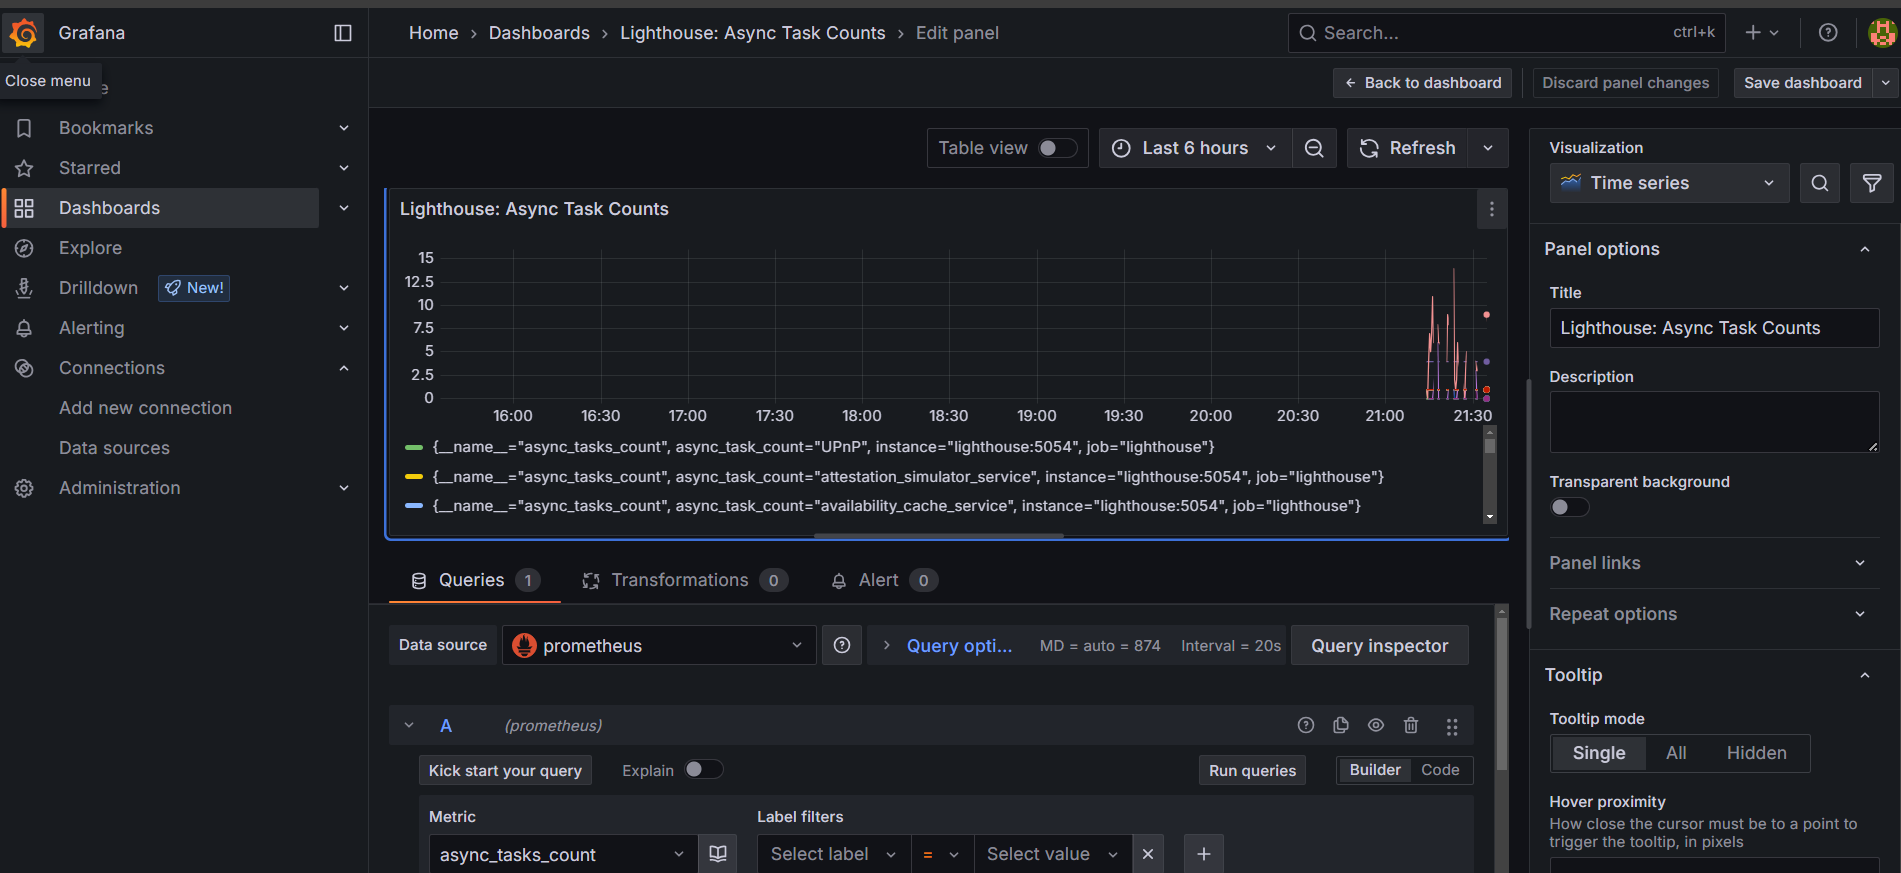 Grafana
Home › Dashboards › Lighthouse: Async Task Counts › Edit panel
Search... ctrl+k
Close menu
Back to dashboard
Discard panel changes
Save dashboard
Bookmarks
Starred
Dashboards
Explore
Drilldown New!
Alerting
Connections
Add new connection
Data sources
Administration
Table view
Last 6 hours
Refresh
Lighthouse: Async Task Counts
15
12.5
10
7.5
5
2.5
0
16:00 16:30 17:00 17:30 18:00 18:30 19:00 19:30 20:00 20:30 21:00 21:30
{__name__="async_tasks_count", async_task_count="UPnP", instance="lighthouse:5054", job="lighthouse"}
{__name__="async_tasks_count", async_task_count="attestation_simulator_service", instance="lighthouse:5054", job="lighthouse"}
{__name__="async_tasks_count", async_task_count="availability_cache_service", instance="lighthouse:5054", job="lighthouse"}
Queries 1
Transformations 0
Alert 0
Data source
prometheus
Query opti...
MD = auto = 874
Interval = 20s
Query inspector
A
(prometheus)
Kick start your query
Explain
Run queries
Builder
Code
Metric
Label filters
async_tasks_count
Select label
=
Select value
Visualization
Time series
Panel options
Title
Lighthouse: Async Task Counts
Description
Transparent background
Panel links
Repeat options
Tooltip
Tooltip mode
Single All Hidden
Hover proximity
How close the cursor must be to a point to
trigger the tooltip, in pixels